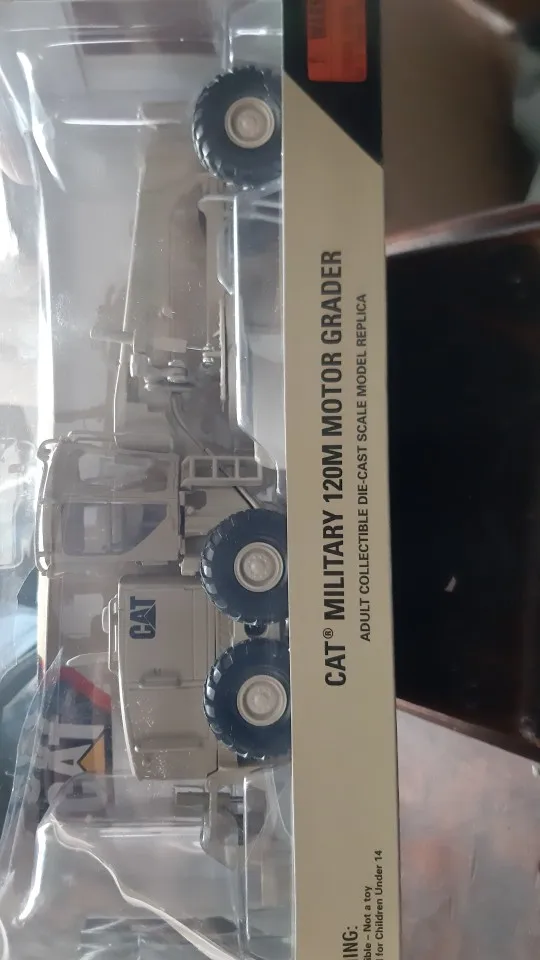 CAT® MILITARY 120M MOTOR GRADER
ADULT COLLECTIBLE DIE-CAST SCALE MODEL REPLICA
CAT
CAT
ING:
ible – Not a toy
for Children Under 14